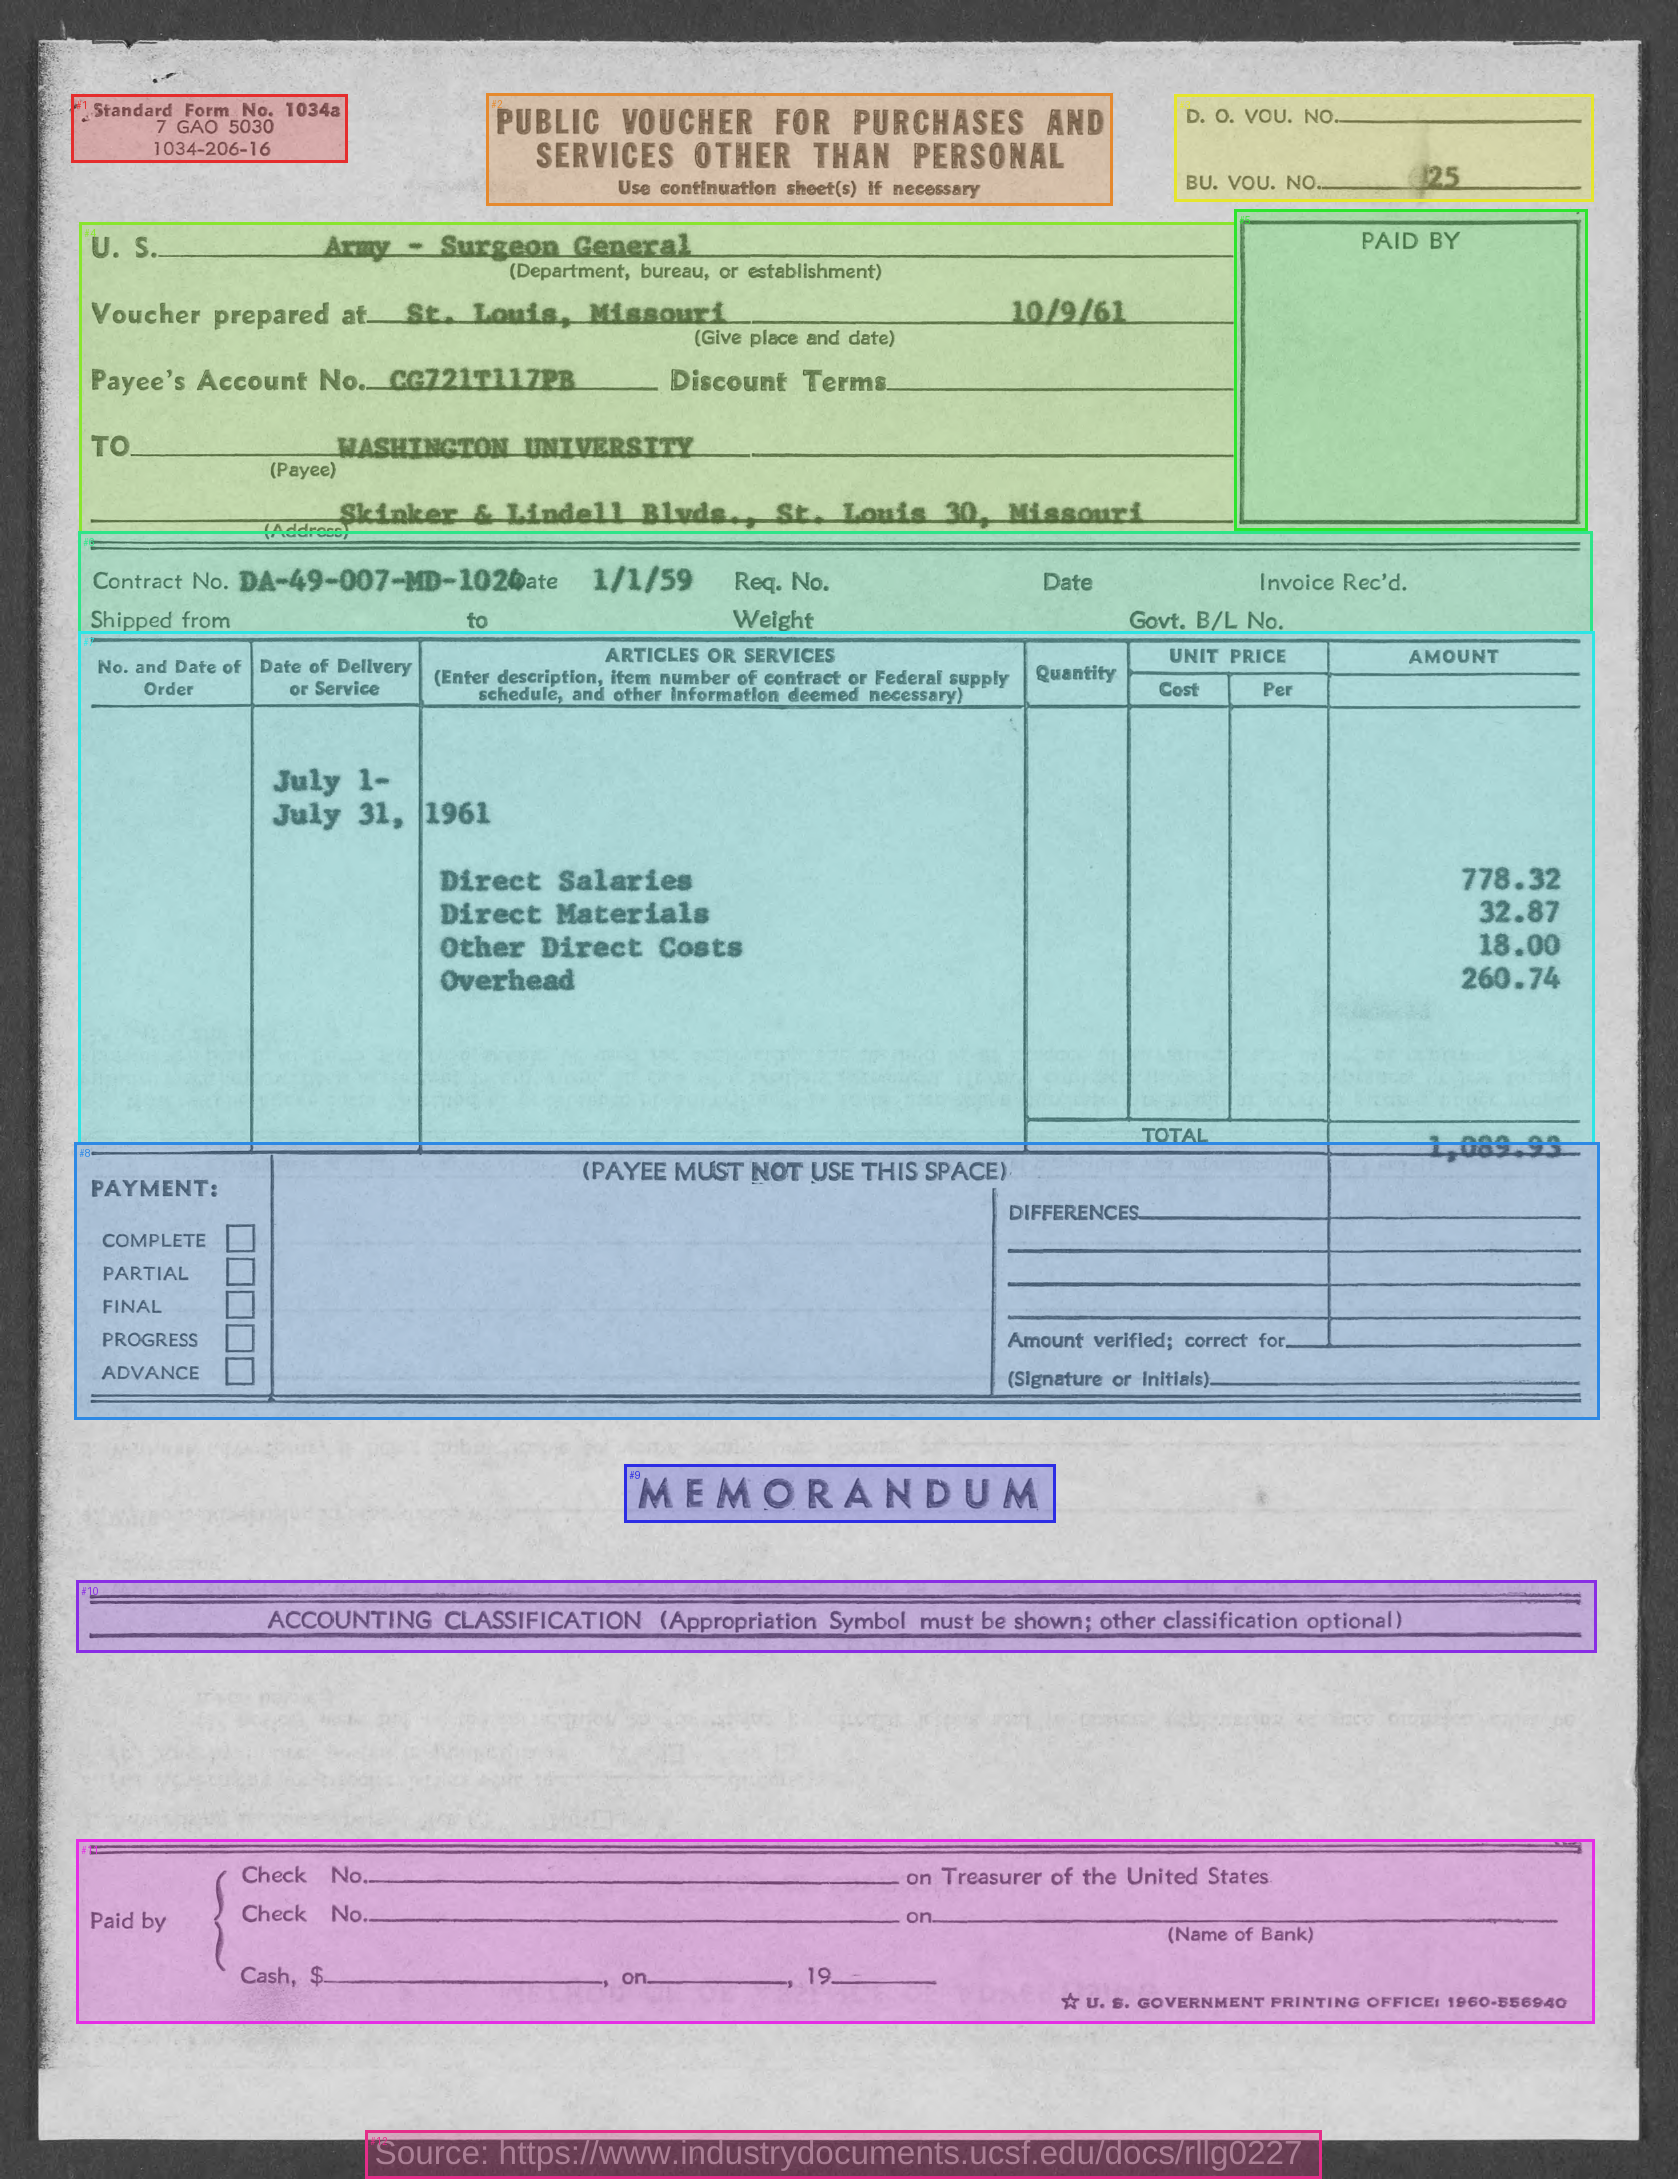 Standard Form No. 1034a
7 GAO 5030
1034-206-16
PUBLIC VOUCHER FOR PURCHASES AND
SERVICES OTHER THAN PERSONAL
Use continuation sheet(s) if necessary
D. O. VOU. NO.
BU. VOU. NO. 25
U. S. Army - Surgeon General
(Department, bureau, or establishment)
PAID BY
Voucher prepared at St. Louis, Missouri 10/9/61
(Give place and date)
Payee's Account No. CG721T117PB Discount Terms
TO WASHINGTON UNIVERSITY
(Payee)
Skinker & Lindell Blvds., St. Louis 30, Missouri
(Address)
Contract No. DA-49-007-MD-1020 Date 1/1/59 Req. No. Date Invoice Rec'd.
Shipped from to Weight Govt. B/L No.
No. and Date of Order
Date of Delivery or Service
ARTICLES OR SERVICES
(Enter description, item number of contract or Federal supply
schedule, and other information deemed necessary)
Quantity
UNIT PRICE
Cost Per
AMOUNT
July 1-
July 31, 1961
Direct Salaries 778.32
Direct Materials 32.87
Other Direct Costs 18.00
Overhead 260.74
TOTAL 1,089.93
(PAYEE MUST NOT USE THIS SPACE)
PAYMENT:
COMPLETE
PARTIAL
FINAL
PROGRESS
ADVANCE
DIFFERENCES
Amount verified; correct for
(Signature or initials)
#9
MEMORANDUM
#10
ACCOUNTING CLASSIFICATION (Appropriation Symbol must be shown; other classification optional)
Paid by
Check No. on Treasurer of the United States
Check No. on
(Name of Bank)
Cash, $ , on , 19
☆ U. S. GOVERNMENT PRINTING OFFICE: 1960-556940
Source: https://www.industrydocuments.ucsf.edu/docs/rllg0227